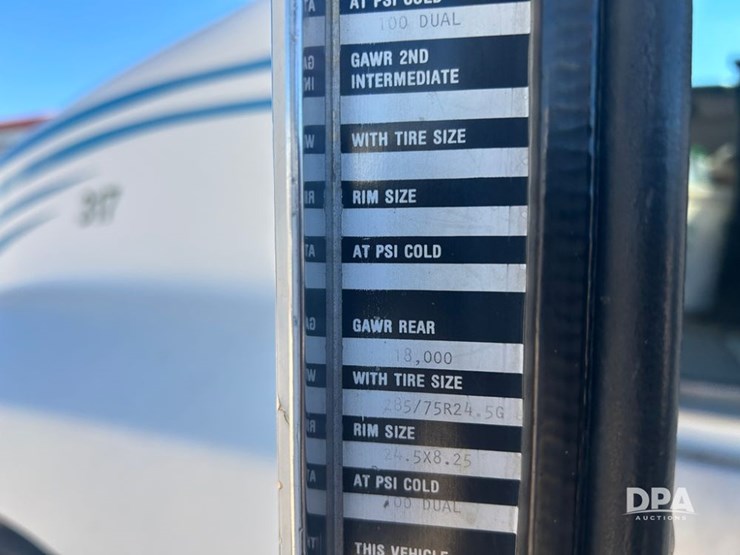 AT PSI COLD
100 DUAL
GAWR 2ND
INTERMEDIATE
WITH TIRE SIZE
RIM SIZE
AT PSI COLD
GAWR REAR
18,000
WITH TIRE SIZE
285/75R24.5G
RIM SIZE
24.5X8.25
AT PSI COLD
100 DUAL
THIS VEHICLE
317
DPA
AUCTIONS